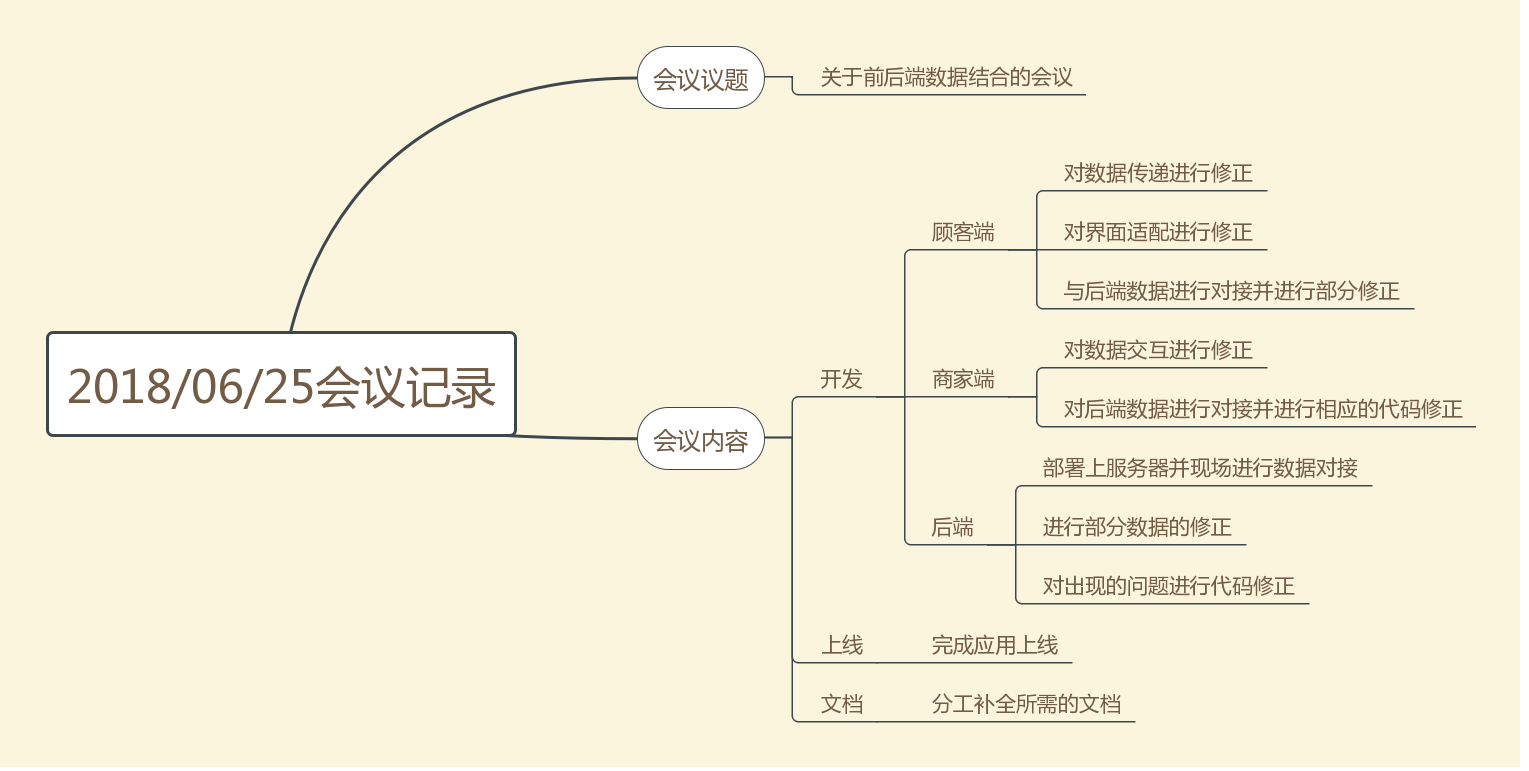 2018/06/25会议记录
会议议题
关于前后端数据结合的会议
会议内容
开发
顾客端
对数据传递进行修正
对界面适配进行修正
与后端数据进行对接并进行部分修正
商家端
对数据交互进行修正
对后端数据进行对接并进行相应的代码修正
后端
部署上服务器并现场进行数据对接
进行部分数据的修正
对出现的问题进行代码修正
上线
完成应用上线
文档
分工补全所需的文档